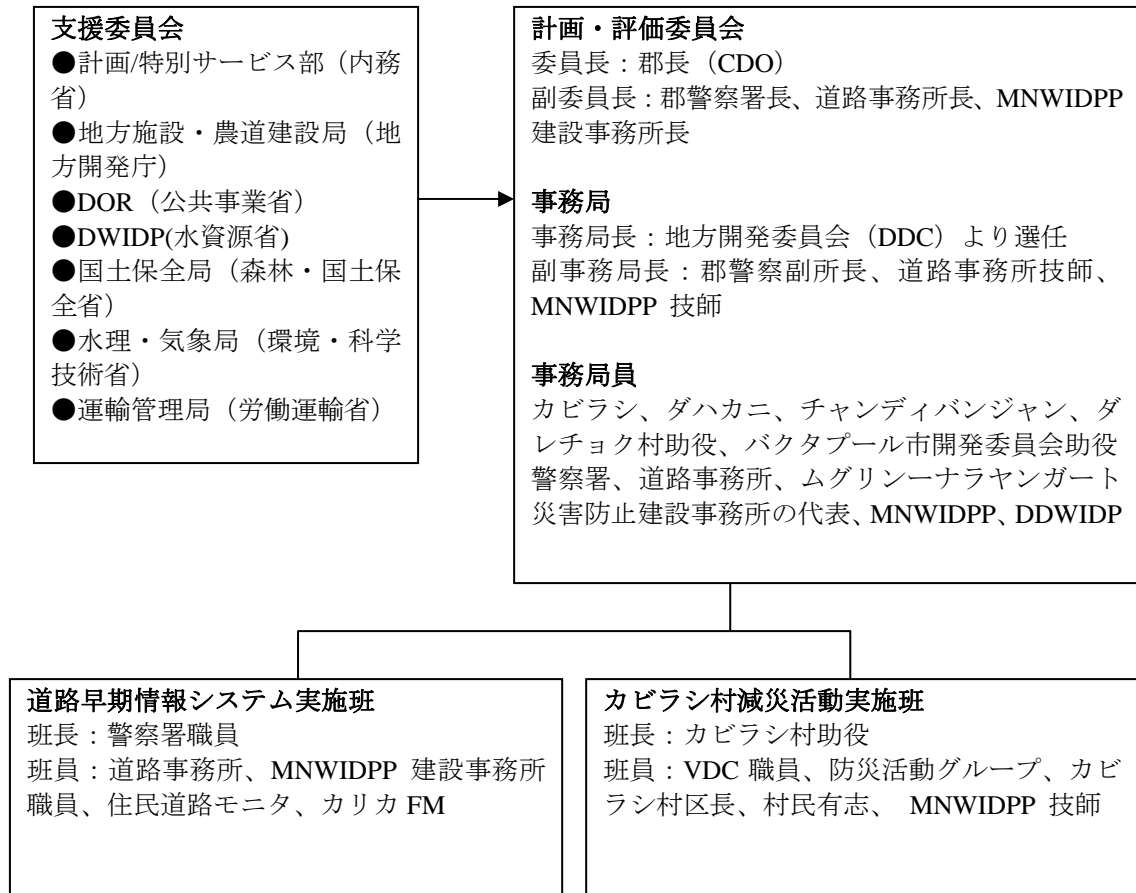 支援委員会
●計画/特別サービス部（内務
省）
●地方施設・農道建設局（地
方開発庁）
●DOR（公共事業省）
●DWIDP(水資源省)
●国土保全局（森林・国土保
全省）
●水理・気象局（環境・科学
技術省）
●運輸管理局（労働運輸省）
計画・評価委員会
委員長：郡長（CDO）
副委員長：郡警察署長、道路事務所長、MNWIDPP
建設事務所長
事務局
事務局長：地方開発委員会（DDC）より選任
副事務局長：郡警察副所長、道路事務所技師、
MNWIDPP 技師
事務局員
カビラシ、ダハカニ、チャンディバンジャン、ダ
レチョク村助役、バクタプール市開発委員会助役
警察署、道路事務所、ムグリンーナラヤンガート
災害防止建設事務所の代表、MNWIDPP、DDWIDP
道路早期情報システム実施班
班長：警察署職員
班員：道路事務所、MNWIDPP 建設事務所
職員、住民道路モニタ、カリカ FM
カビラシ村減災活動実施班
班長：カビラシ村助役
班員：VDC 職員、防災活動グループ、カビ
ラシ村区長、村民有志、 MNWIDPP 技師